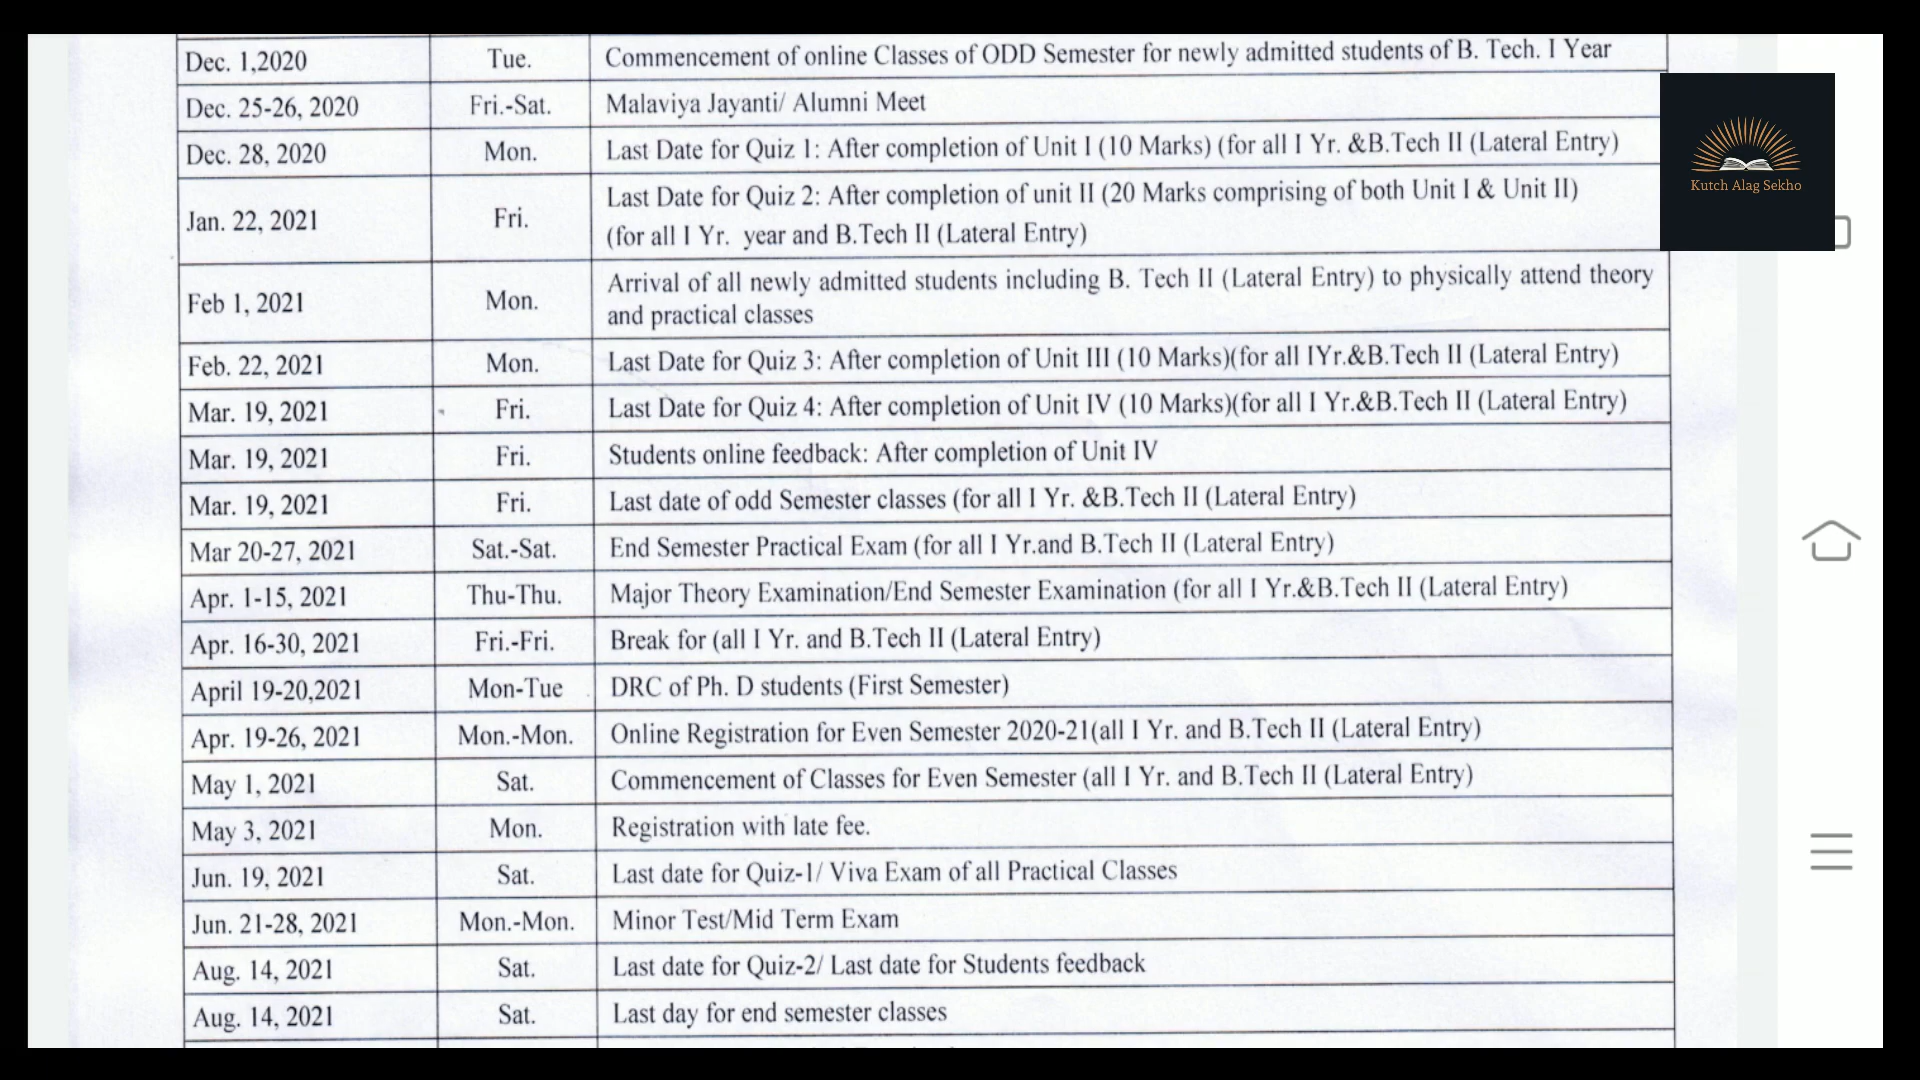 Dec. 1,2020 Tue. Commencement of online Classes of ODD Semester for newly admitted students of B. Tech. I Year
Dec. 25-26, 2020 Fri.-Sat. Malaviya Jayanti/ Alumni Meet
Dec. 28, 2020 Mon. Last Date for Quiz 1: After completion of Unit I (10 Marks) (for all I Yr. &B.Tech II (Lateral Entry)
Kutch Alag Sekho
Jan. 22, 2021 Fri. Last Date for Quiz 2: After completion of unit II (20 Marks comprising of both Unit I & Unit II)
(for all I Yr. year and B.Tech II (Lateral Entry)
Feb 1, 2021 Mon. Arrival of all newly admitted students including B. Tech II (Lateral Entry) to physically attend theory
and practical classes
Feb. 22, 2021 Mon. Last Date for Quiz 3: After completion of Unit III (10 Marks)(for all IYr.&B.Tech II (Lateral Entry)
Mar. 19, 2021 Fri. Last Date for Quiz 4: After completion of Unit IV (10 Marks)(for all I Yr.&B.Tech II (Lateral Entry)
Mar. 19, 2021 Fri. Students online feedback: After completion of Unit IV
Mar. 19, 2021 Fri. Last date of odd Semester classes (for all I Yr. &B.Tech II (Lateral Entry)
Mar 20-27, 2021 Sat.-Sat. End Semester Practical Exam (for all I Yr.and B.Tech II (Lateral Entry)
Apr. 1-15, 2021 Thu-Thu. Major Theory Examination/End Semester Examination (for all I Yr.&B.Tech II (Lateral Entry)
Apr. 16-30, 2021 Fri.-Fri. Break for (all I Yr. and B.Tech II (Lateral Entry)
April 19-20,2021 Mon-Tue DRC of Ph. D students (First Semester)
Apr. 19-26, 2021 Mon.-Mon. Online Registration for Even Semester 2020-21(all I Yr. and B.Tech II (Lateral Entry)
May 1, 2021 Sat. Commencement of Classes for Even Semester (all I Yr. and B.Tech II (Lateral Entry)
May 3, 2021 Mon. Registration with late fee.
Jun. 19, 2021 Sat. Last date for Quiz-1/ Viva Exam of all Practical Classes
Jun. 21-28, 2021 Mon.-Mon. Minor Test/Mid Term Exam
Aug. 14, 2021 Sat. Last date for Quiz-2/ Last date for Students feedback
Aug. 14, 2021 Sat. Last day for end semester classes